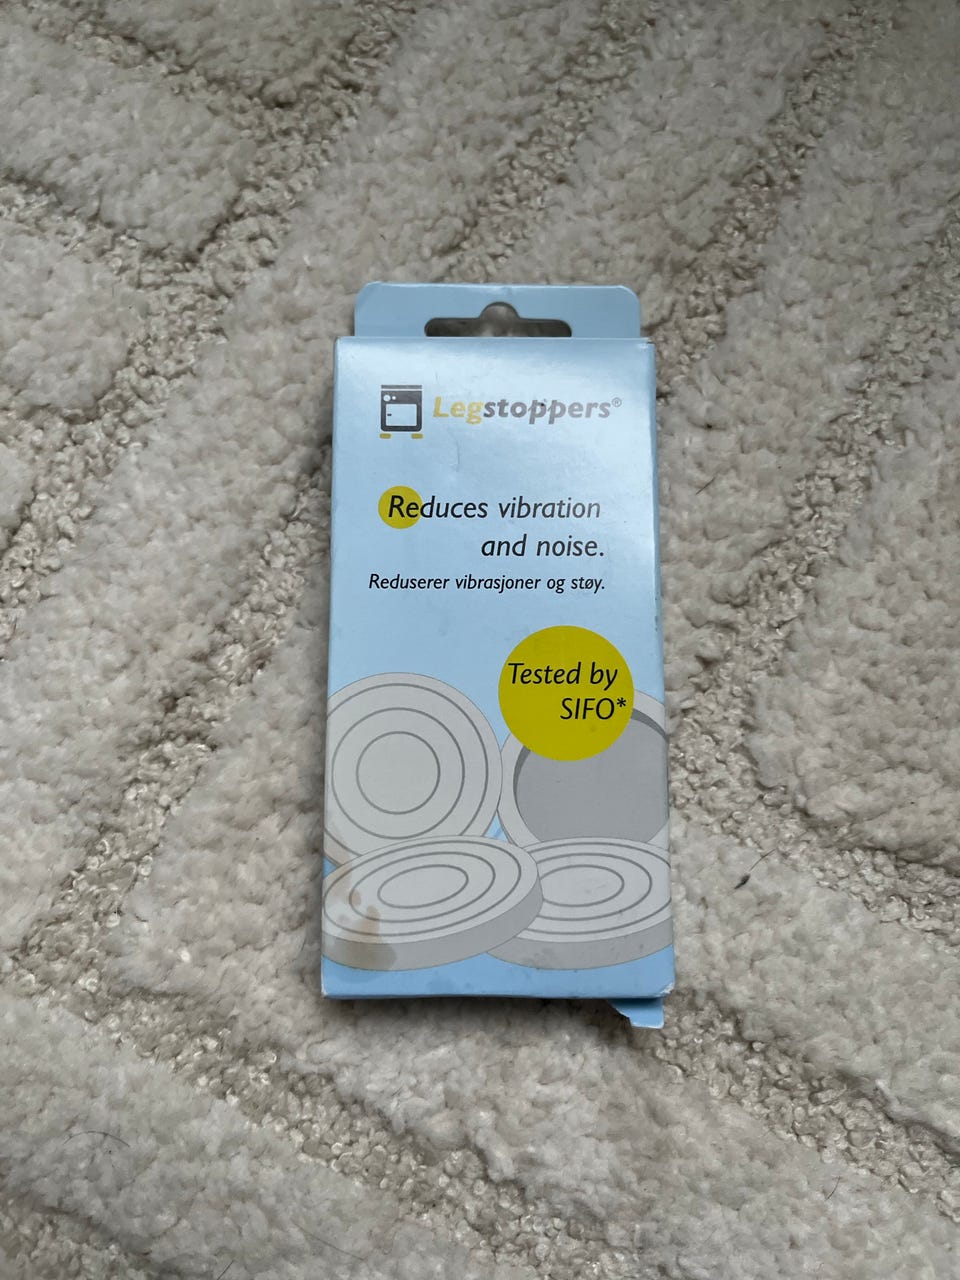 Legstoppers®
Reduces vibration
and noise.
Reduserer vibrasjoner og støy.
Tested by
SIFO*